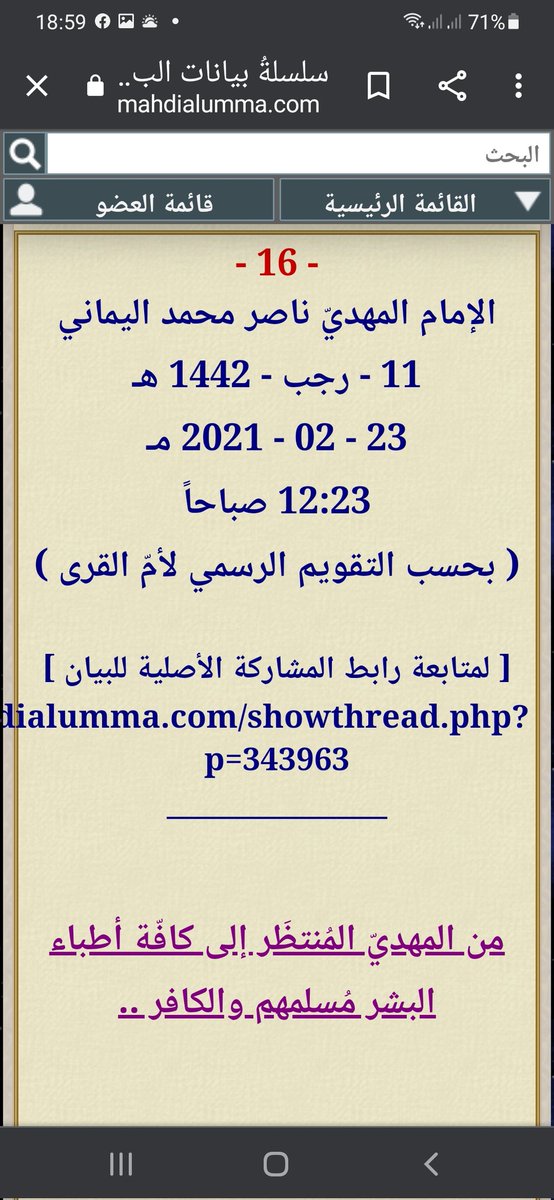 18:59
71%
سلسلةُ بيانات الب..
mahdialumma.com
البحث
القائمة الرئيسية
قائمة العضو
- 16 -
الإمام المهديّ ناصر محمد اليماني
11 - رجب - 1442 هـ
23 - 02 - 2021 مـ
12:23 صباحاً
( بحسب التقويم الرسمي لأمّ القرى )
[ لمتابعة رابط المشاركة الأصلية للبيان ]
dialumma.com/showthread.php?
p=343963
من المهديّ المُنتظَر إلى كافّة أطباء
البشر مُسلمهم والكافر ..